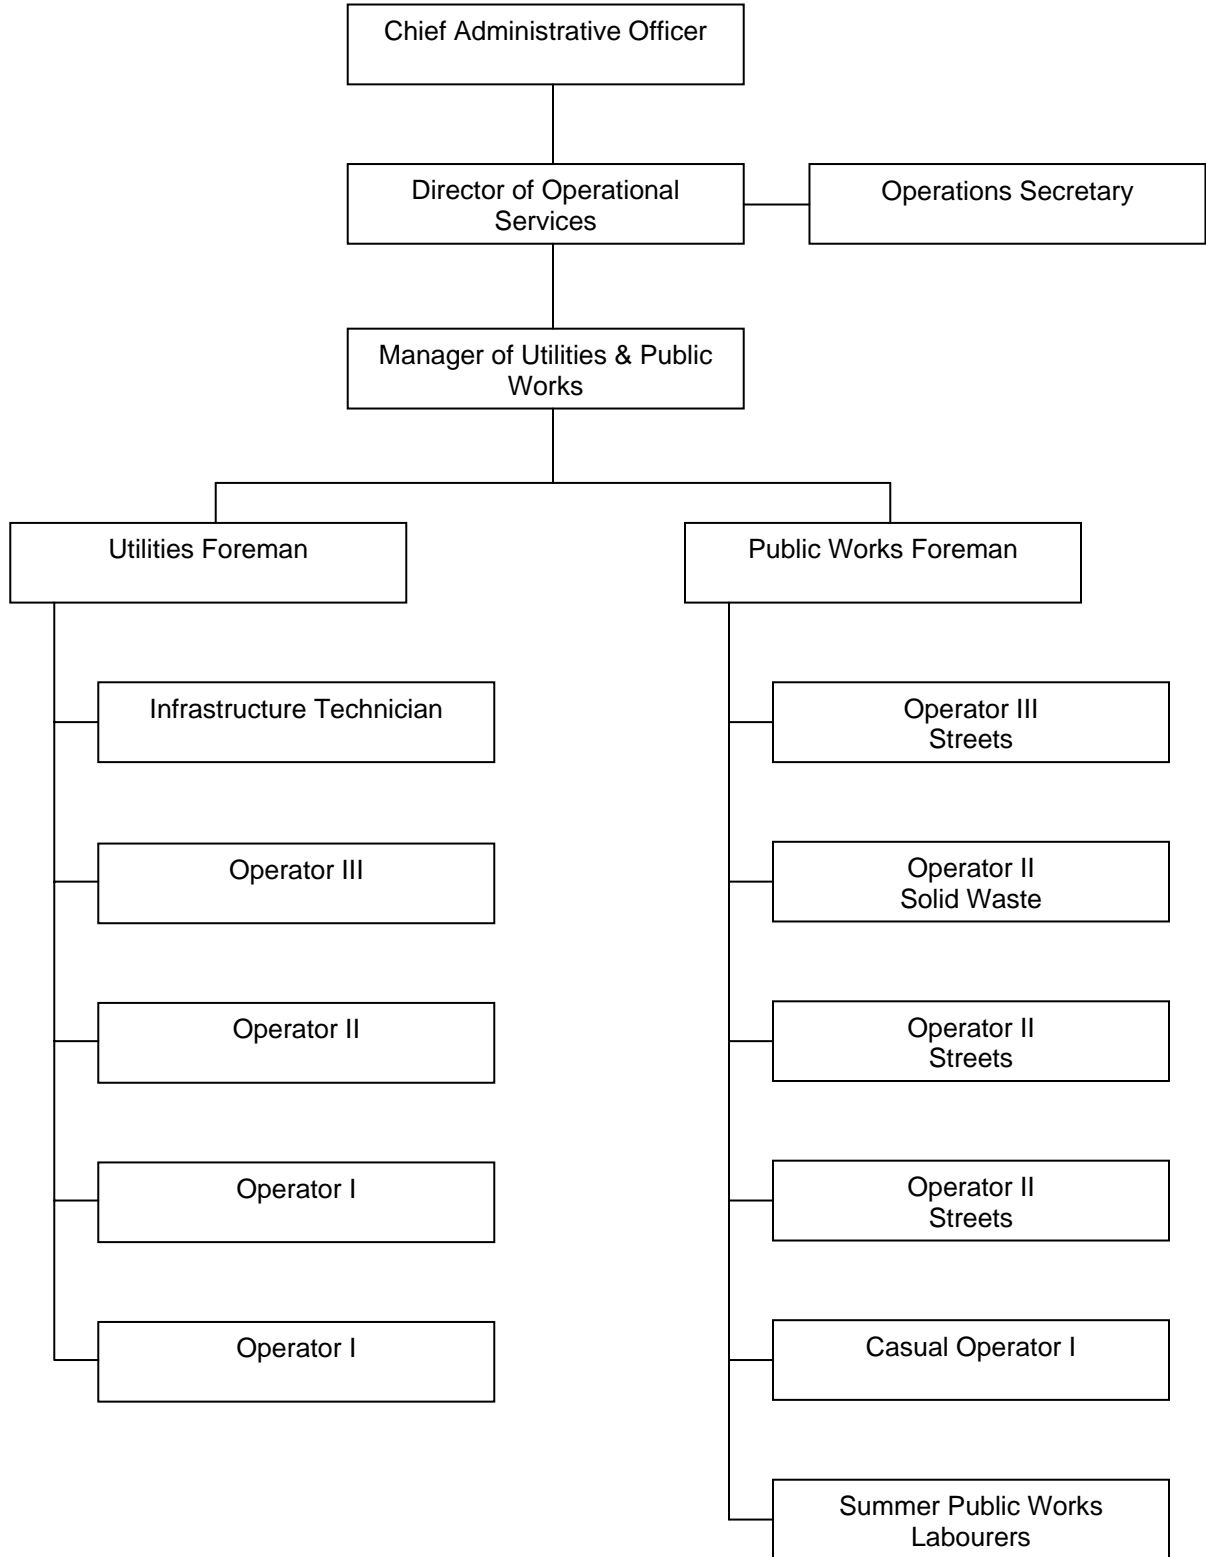 Chief Administrative Officer
Director of Operational
Services
Operations Secretary
Manager of Utilities & Public
Works
Utilities Foreman
Public Works Foreman
Infrastructure Technician
Operator III
Operator II
Operator I
Operator I
Operator III
Streets
Operator II
Solid Waste
Operator II
Streets
Operator II
Streets
Casual Operator I
Summer Public Works
Labourers